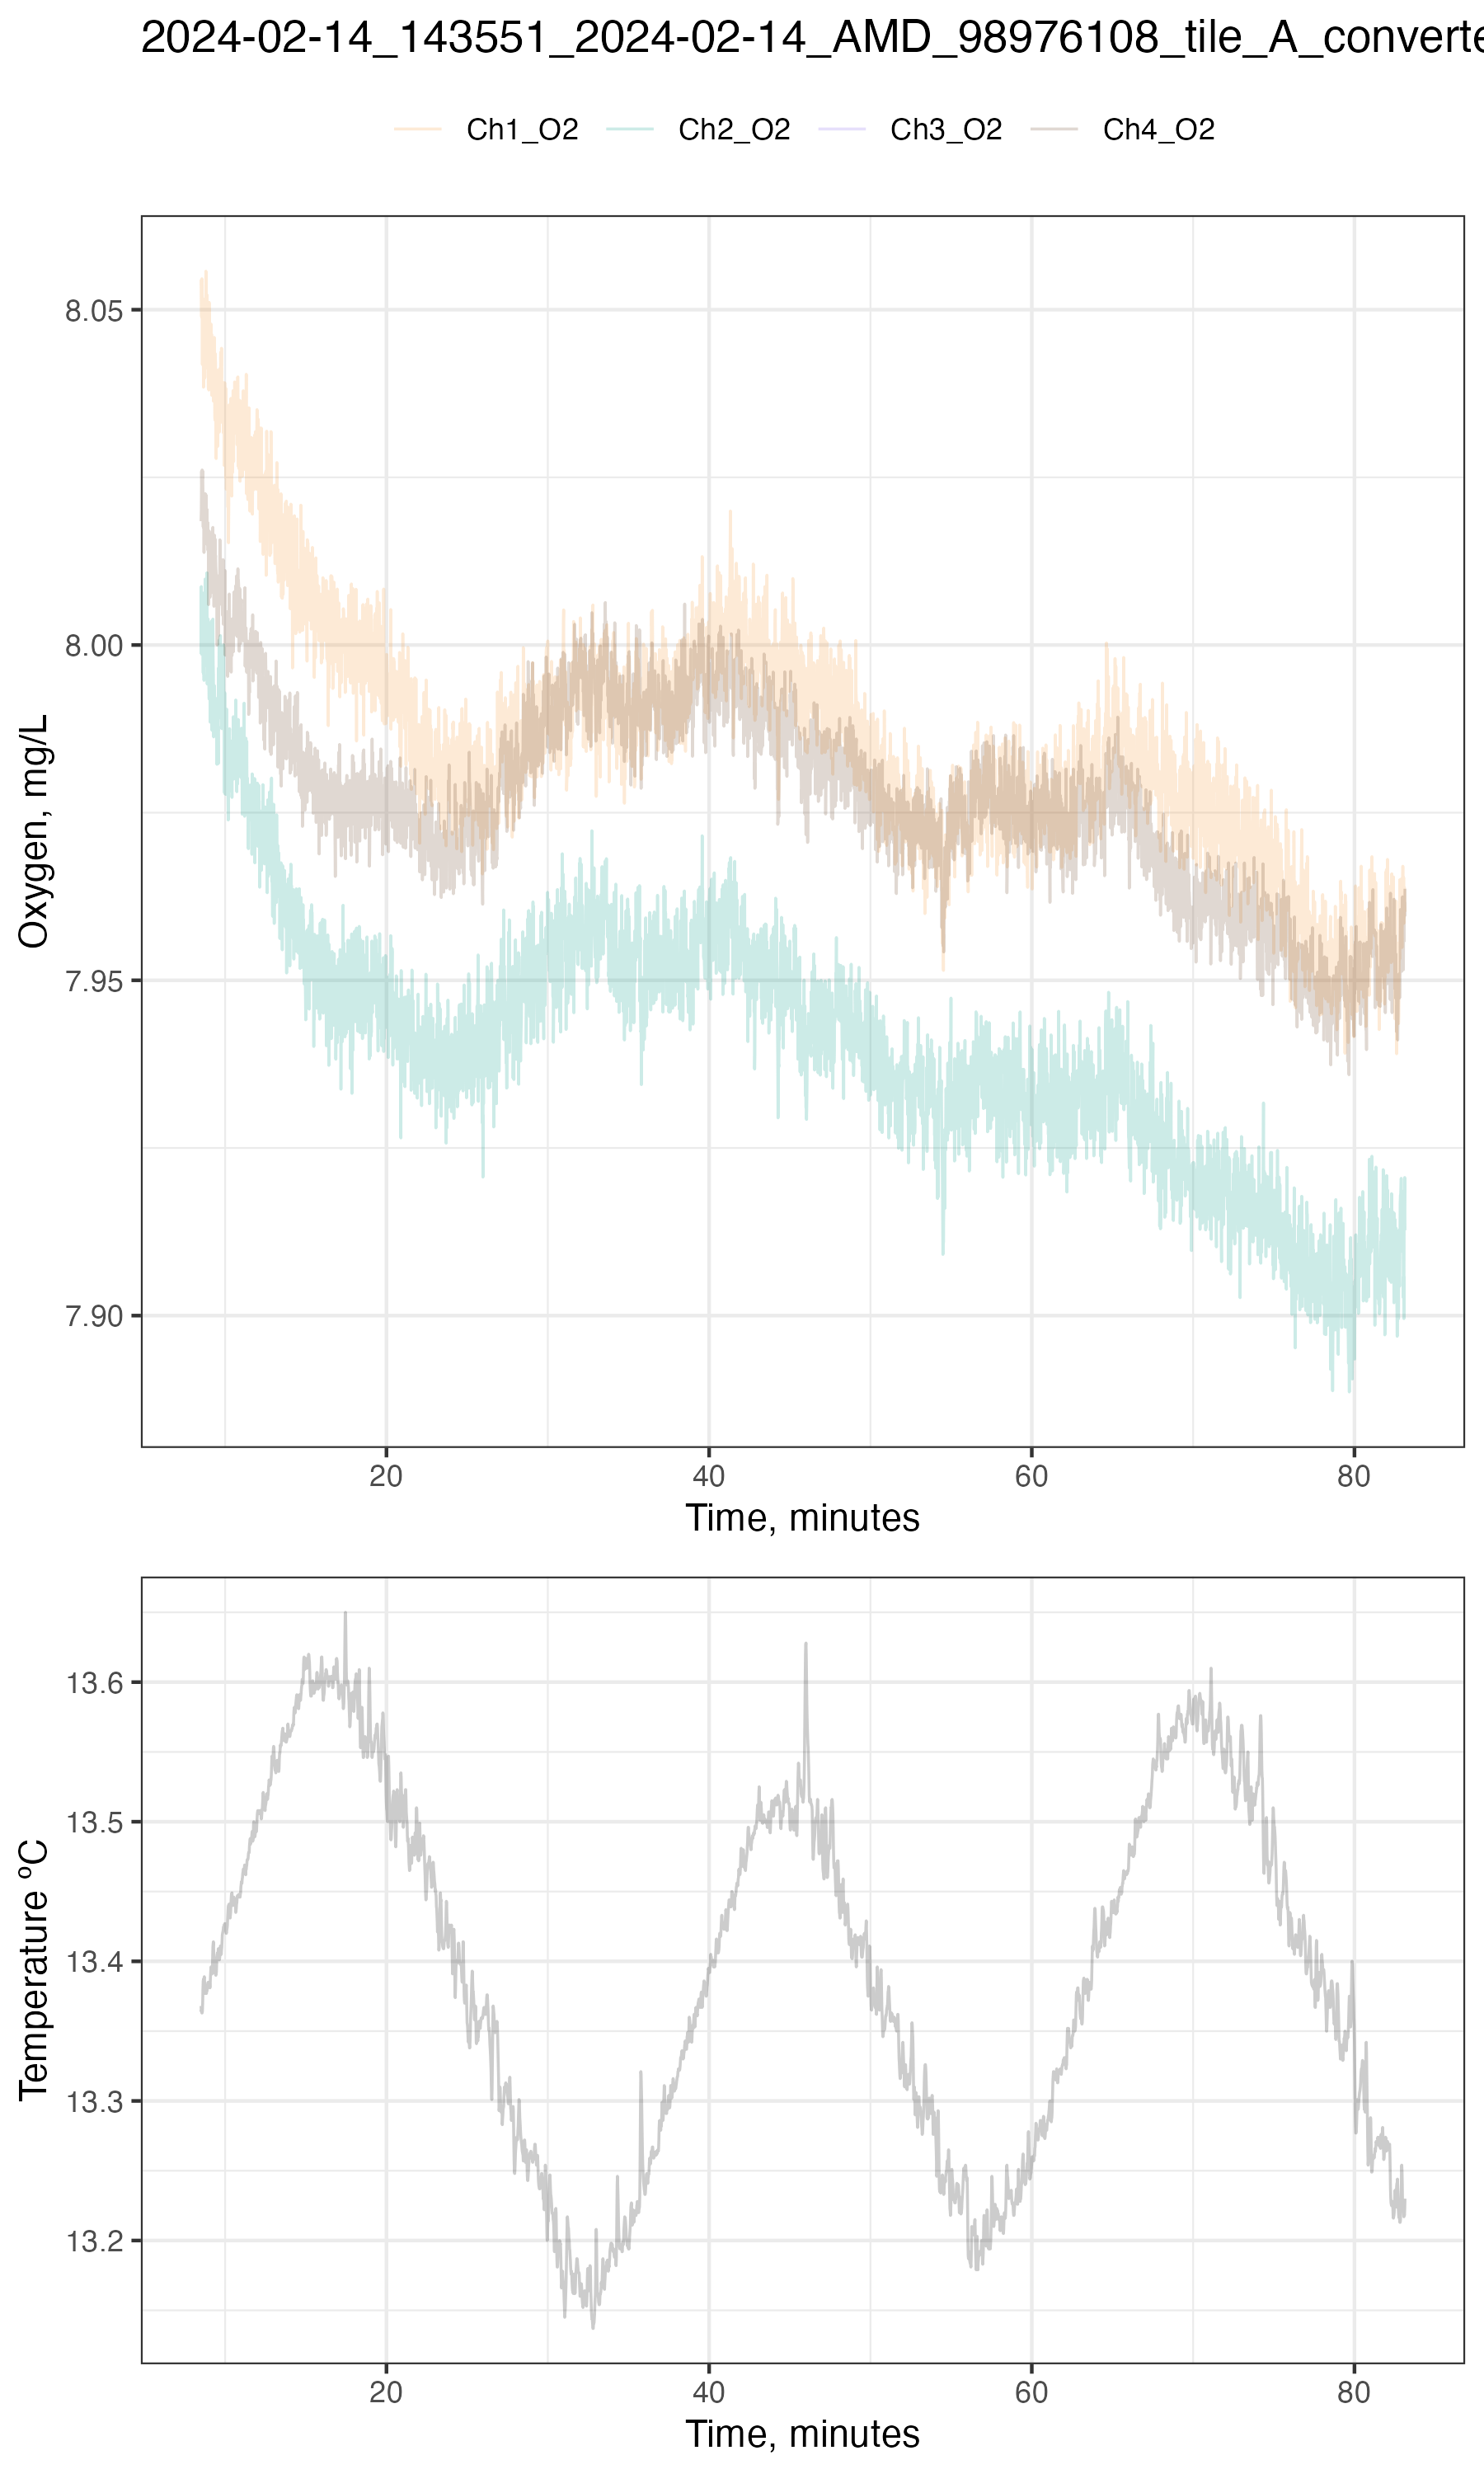 2024-02-14_143551_2024-02-14_AMD_98976108_tile_A_converte
Ch1_O2 Ch2_O2 Ch3_O2 Ch4_O2
Oxygen, mg/L
8.05
8.00
7.95
7.90
20 40 60 80
Time, minutes
Temperature ºC
13.6
13.5
13.4
13.3
13.2
20 40 60 80
Time, minutes